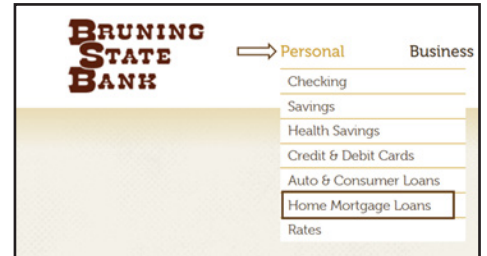 BRUNING
STATE
BANK
Personal Business
Checking
Savings
Health Savings
Credit & Debit Cards
Auto & Consumer Loans
Home Mortgage Loans
Rates